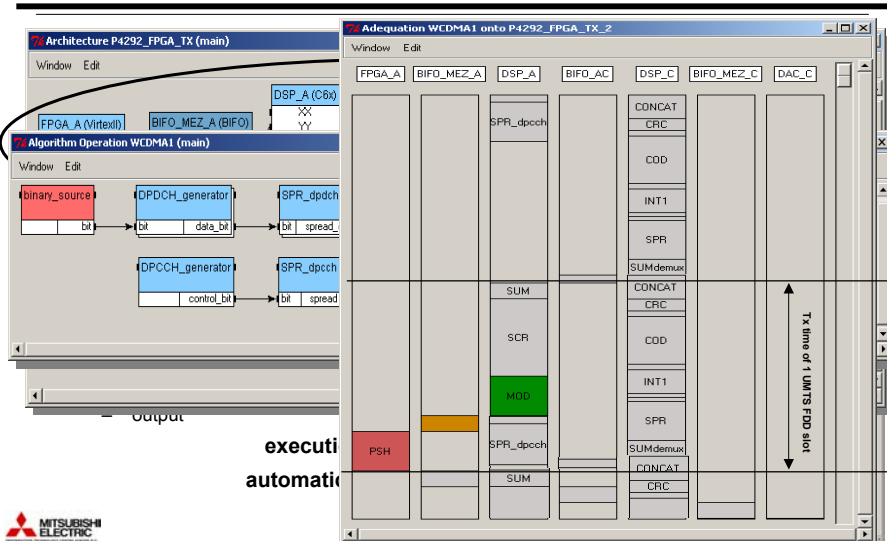 Architecture P4292_FPGA_TX (main)
Window Edit
DSP_A (C6x)
XX
YY
FPGA_A (VirtexII)
BIFO_MEZ_A (BIFO)
Algorithm Operation WCDMA1 (main)
Window Edit
binary_source
bit
DPDCH_generator
bit data_bit
SPR_dpdch
bit spread_
DPCCH_generator
control_bit
SPR_dpcch
bit spread
– output
executi
automatic
MITSUBISHI
ELECTRIC
Adequation WCDMA1 onto P4292_FPGA_TX_2
Window Edit
FPGA_A BIFO_MEZ_A DSP_A BIFO_AC DSP_C BIFO_MEZ_C DAC_C
PSH
SPR_dpcch
SUM
SCR
MOD
SPR_dpcch
SUM
CONCAT
CRC
COD
INT1
SPR
SUMdemux
CONCAT
CRC
COD
INT1
SPR
SUMdemux
CONCAT
CRC
Tx time of 1 UMTS FDD slot